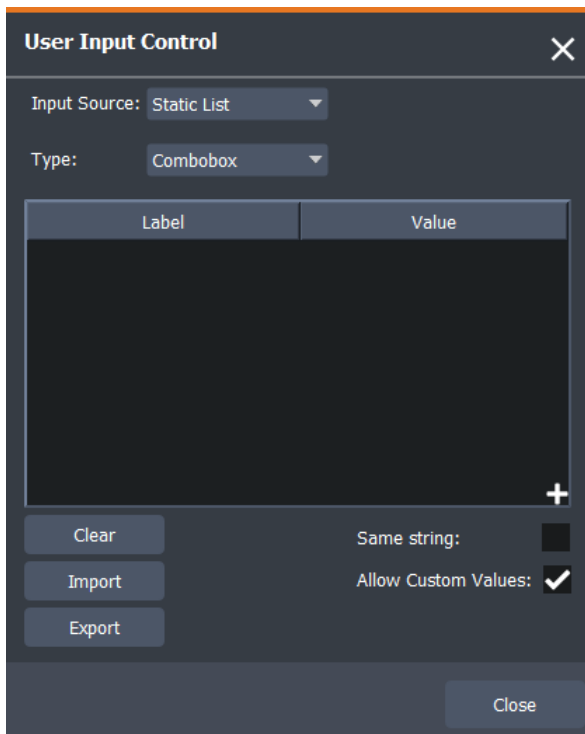 User Input Control
Input Source: Static List
Type: Combobox
Label Value
Clear
Same string:
Import
Allow Custom Values:
Export
Close